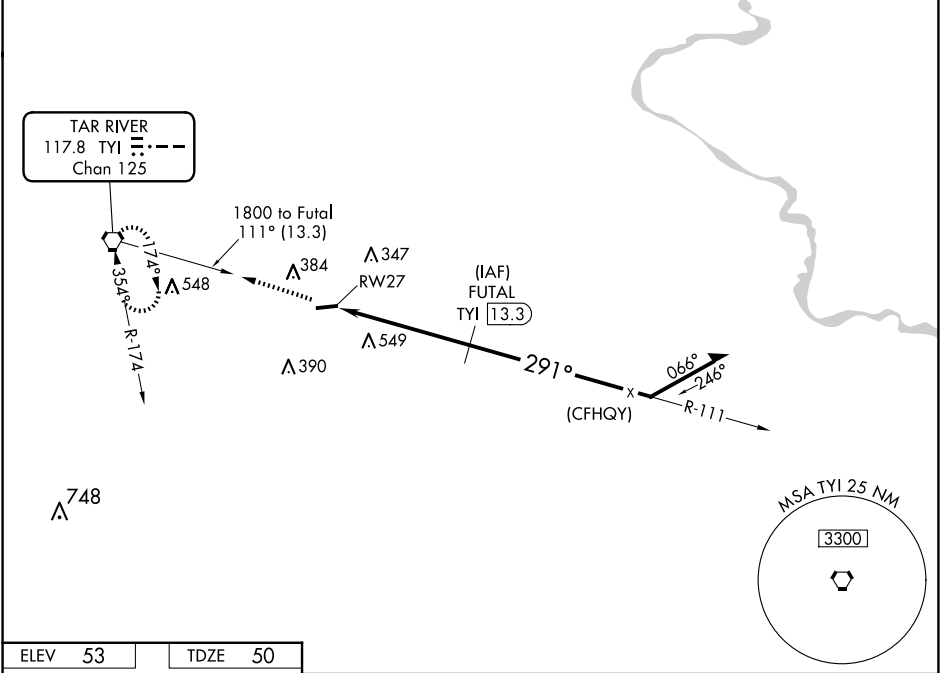 TAR RIVER
117.8 TYI
Chan 125
1800 to Futal
111° (13.3)
384
347
RW27
(IAF)
FUTAL
TYI 13.3
174°
548
354°
R-174
549
390
291°
066°
246°
(CFHQY)
X
R-111
748
MSA TYI 25 NM
3300
ELEV 53
TDZE 50